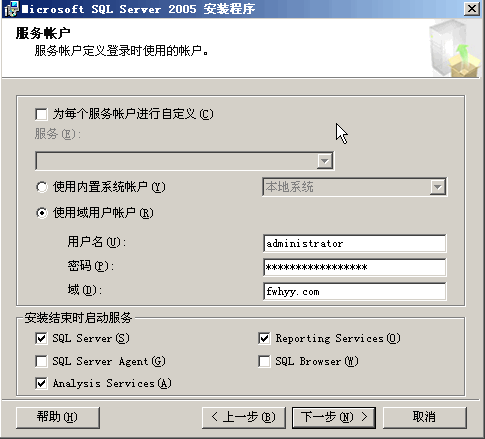 Microsoft SQL Server 2005 安装程序
服务帐户
服务帐户定义登录时使用的帐户。
为每个服务帐户进行自定义(C)
服务(E):
使用内置系统帐户(Y)
本地系统
使用域用户帐户(R)
用户名(U):
administrator
密码(P):
*****************
域(D):
fwhyy.com
安装结束时启动服务
SQL Server(S)
Reporting Services(O)
SQL Server Agent(G)
SQL Browser(W)
Analysis Services(A)
帮助(H)
< 上一步(B)
下一步(N) >
取消